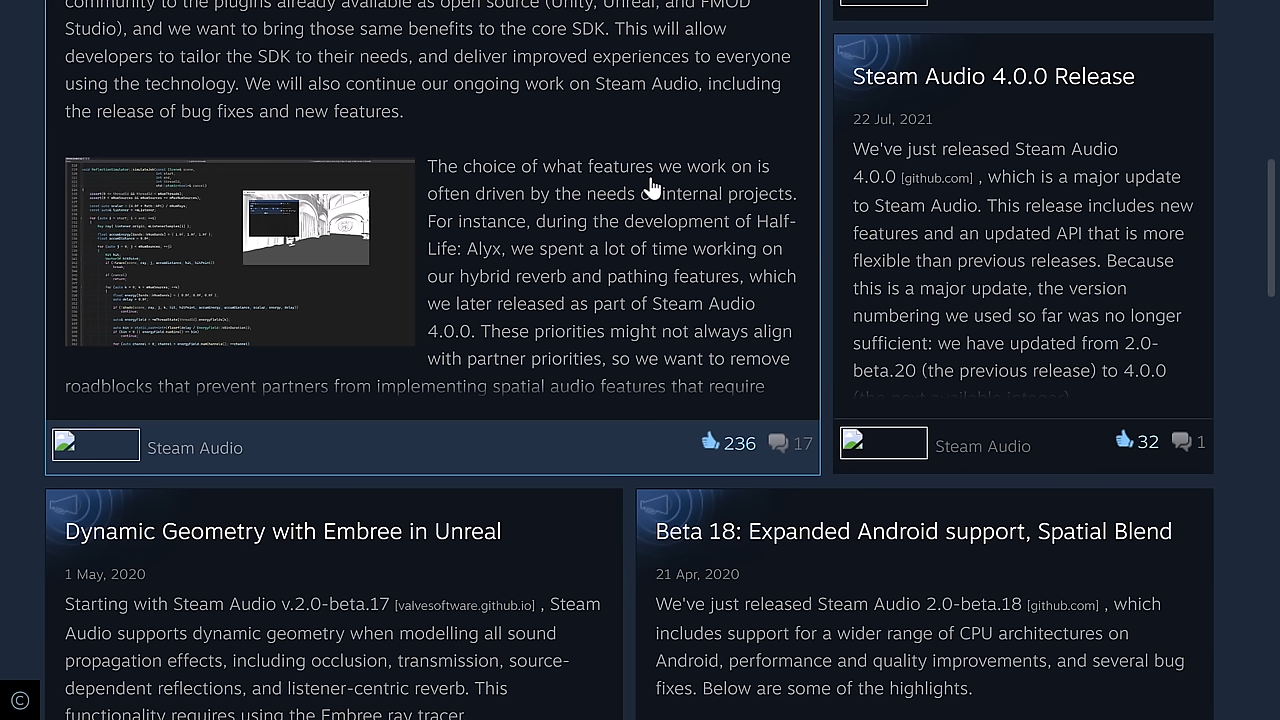 community to the plugins already available as open source (Unity, Unreal, and FMOD
Studio), and we want to bring those same benefits to the core SDK. This will allow
developers to tailor the SDK to their needs, and deliver improved experiences to everyone
using the technology. We will also continue our ongoing work on Steam Audio, including
the release of bug fixes and new features.
The choice of what features we work on is
often driven by the needs internal projects.
For instance, during the development of Half-
Life: Alyx, we spent a lot of time working on
our hybrid reverb and pathing features, which
we later released as part of Steam Audio
4.0.0. These priorities might not always align
with partner priorities, so we want to remove
roadblocks that prevent partners from implementing spatial audio features that require
Steam Audio
236 17
Steam Audio 4.0.0 Release
22 Jul, 2021
We've just released Steam Audio
4.0.0 [github.com] , which is a major update
to Steam Audio. This release includes new
features and an updated API that is more
flexible than previous releases. Because
this is a major update, the version
numbering we used so far was no longer
sufficient: we have updated from 2.0-
beta.20 (the previous release) to 4.0.0
(the next available integer)
Steam Audio
32 1
Dynamic Geometry with Embree in Unreal
1 May, 2020
Starting with Steam Audio v.2.0-beta.17 [valvesoftware.github.io] , Steam
Audio supports dynamic geometry when modelling all sound
propagation effects, including occlusion, transmission, source-
dependent reflections, and listener-centric reverb. This
functionality requires using the Embree ray tracer
Beta 18: Expanded Android support, Spatial Blend
21 Apr, 2020
We've just released Steam Audio 2.0-beta.18 [github.com] , which
includes support for a wider range of CPU architectures on
Android, performance and quality improvements, and several bug
fixes. Below are some of the highlights.
©